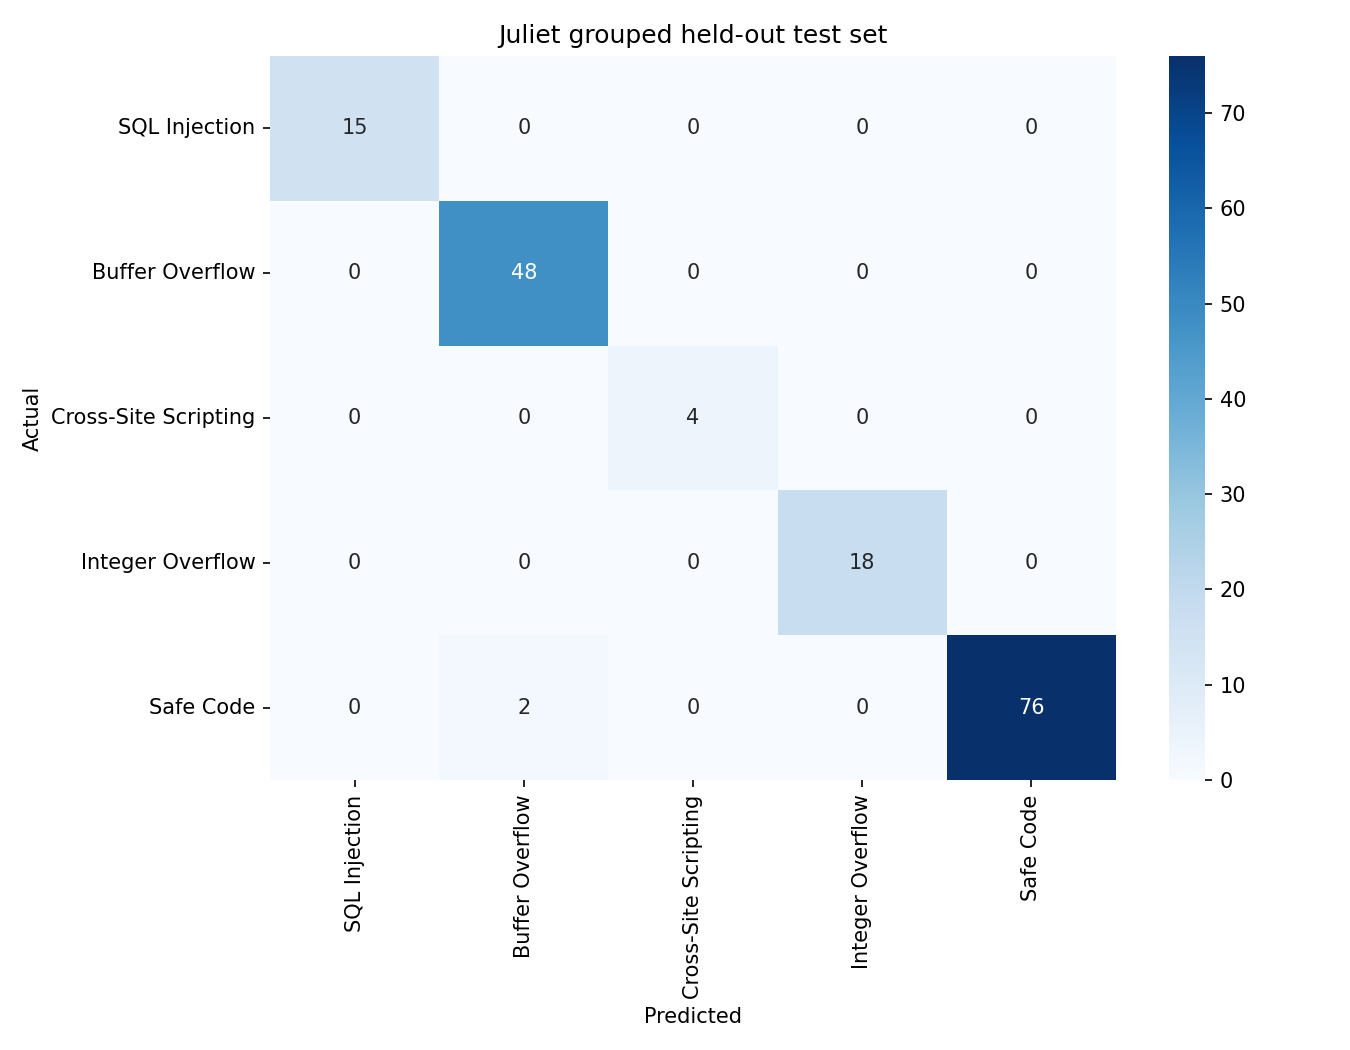 Juliet grouped held-out test set
Actual
SQL Injection 15 0 0 0 0
Buffer Overflow 0 48 0 0 0
Cross-Site Scripting 0 0 4 0 0
Integer Overflow 0 0 0 18 0
Safe Code 0 2 0 0 76
SQL Injection
Buffer Overflow
Cross-Site Scripting
Integer Overflow
Safe Code
Predicted
70
60
50
40
30
20
10
0